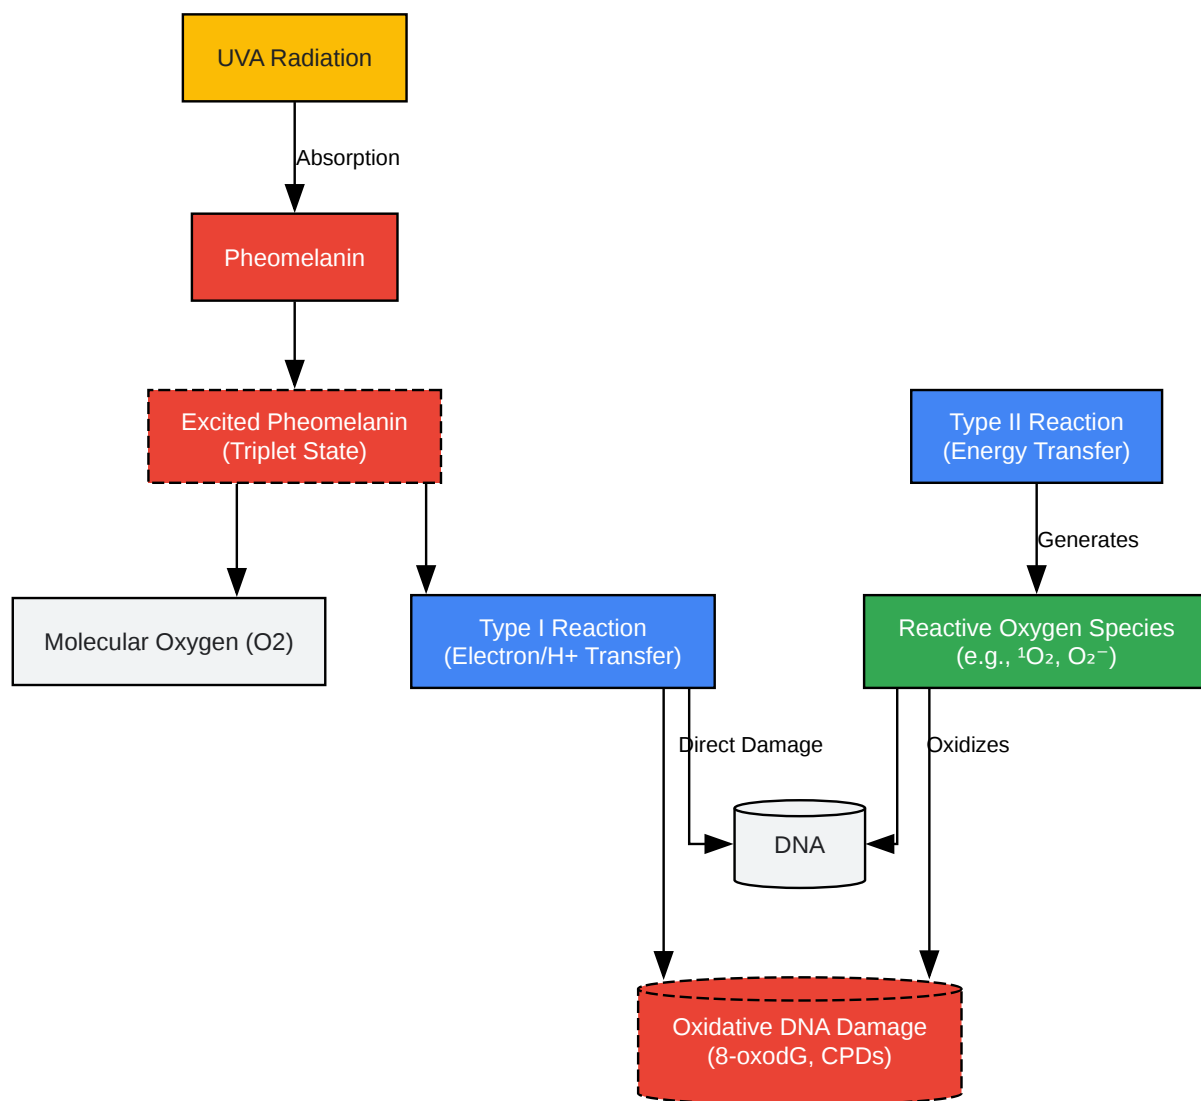 UVA Radiation
Absorption
Pheomelanin
Excited Pheomelanin
(Triplet State)
Type II Reaction
(Energy Transfer)
Generates
Molecular Oxygen (O2)
Type I Reaction
(Electron/H+ Transfer)
Reactive Oxygen Species
(e.g., ¹O₂, O₂⁻)
Direct Damage
Oxidizes
DNA
Oxidative DNA Damage
(8-oxodG, CPDs)